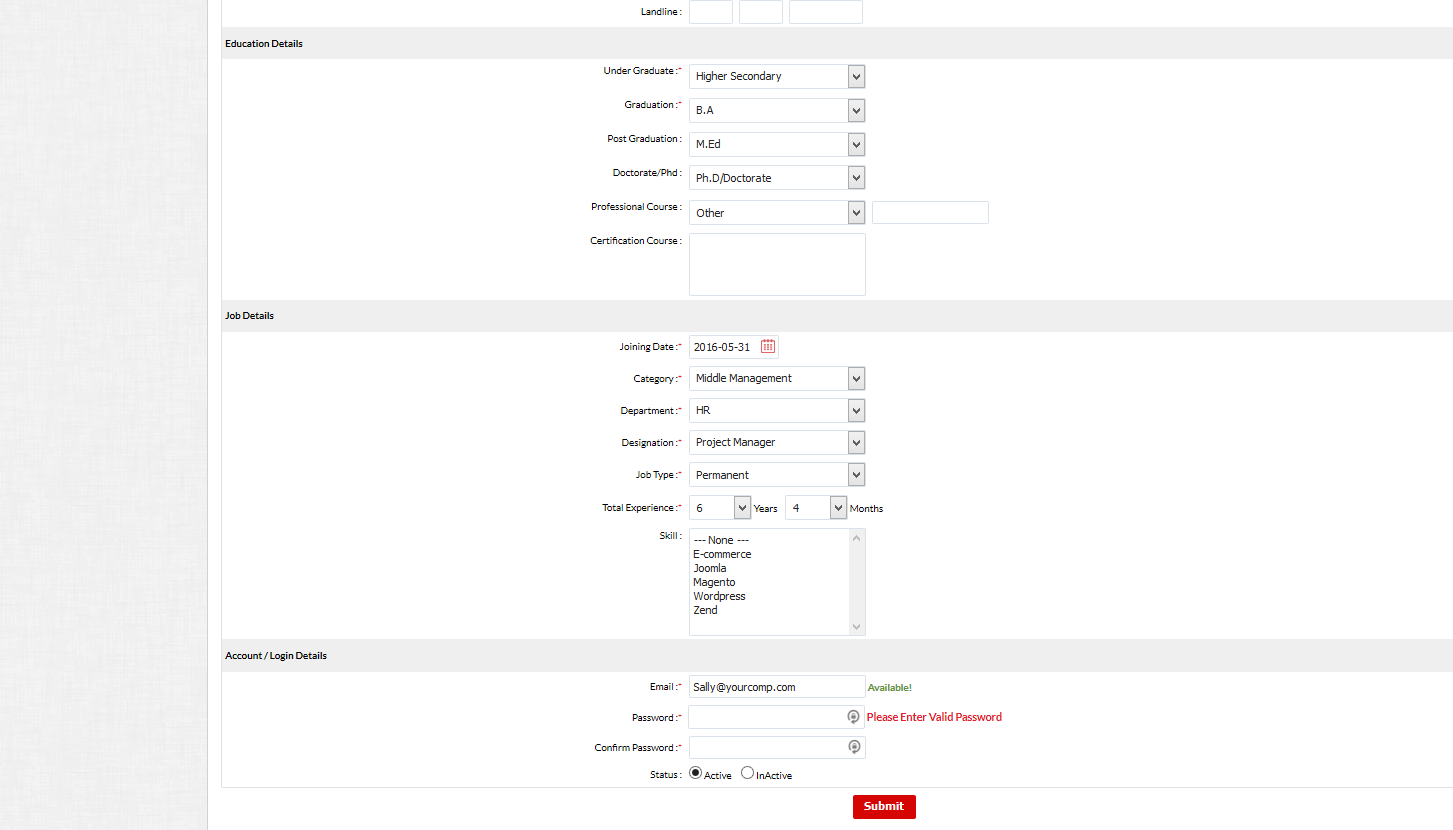 Landline :
Education Details
Under Graduate :* Higher Secondary
Graduation :* B.A
Post Graduation : M.Ed
Doctorate/Phd : Ph.D/Doctorate
Professional Course : Other
Certification Course :
Job Details
Joining Date :* 2016-05-31
Category :* Middle Management
Department :* HR
Designation :* Project Manager
Job Type :* Permanent
Total Experience :* 6 Years 4 Months
Skill : --- None ---
E-commerce
Joomla
Magento
Wordpress
Zend
Account / Login Details
Email :* Sally@yourcomp.com Available!
Password :* Please Enter Valid Password
Confirm Password :*
Status : Active InActive
Submit